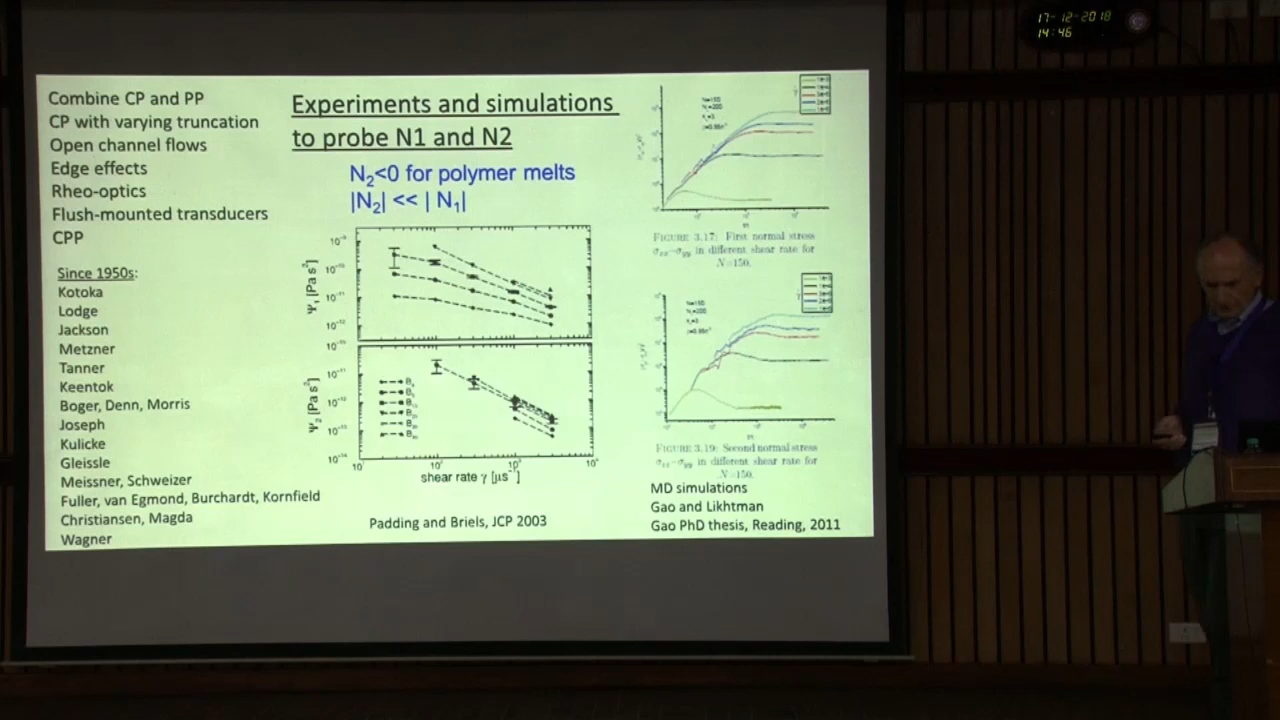 17-12-2018
14:46
Combine CP and PP
CP with varying truncation
Open channel flows
Edge effects
Rheo-optics
Flush-mounted transducers
CPP
Since 1950s:
Kotoka
Lodge
Jackson
Metzner
Tanner
Keentok
Boger, Denn, Morris
Joseph
Kulicke
Gleissle
Meissner, Schweizer
Fuller, van Egmond, Burchardt, Kornfield
Christiansen, Magda
Wagner
Experiments and simulations
to probe N1 and N2
N₂<0 for polymer melts
|N₂| << | N₁|
Ψ₁ [Pa s²]
Ψ₂ [Pa s²]
shear rate γ [μs⁻¹]
Padding and Briels, JCP 2003
FIGURE 3.17: First normal stress
σxx−σyy in different shear rate for
N=150.
FIGURE 3.19: Second normal stress
in different shear rate for
N=150.
MD simulations
Gao and Likhtman
Gao PhD thesis, Reading, 2011